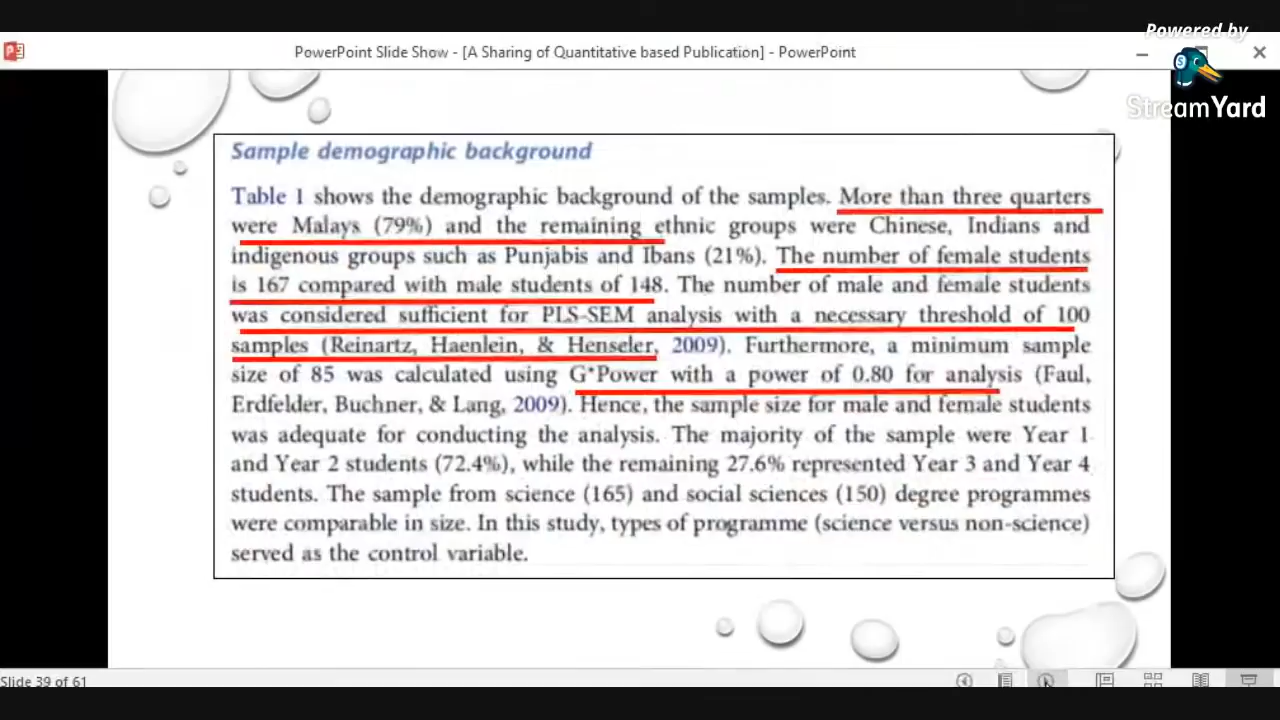 Powered by
PowerPoint Slide Show - [A Sharing of Quantitative based Publication] - PowerPoint
StreamYard
Sample demographic background
Table 1 shows the demographic background of the samples. More than three quarters
were Malays (79%) and the remaining ethnic groups were Chinese, Indians and
indigenous groups such as Punjabis and Ibans (21%). The number of female students
is 167 compared with male students of 148. The number of male and female students
was considered sufficient for PLS-SEM analysis with a necessary threshold of 100
samples (Reinartz, Haenlein, & Henseler, 2009). Furthermore, a minimum sample
size of 85 was calculated using G*Power with a power of 0.80 for analysis (Faul,
Erdfelder, Buchner, & Lang, 2009). Hence, the sample size for male and female students
was adequate for conducting the analysis. The majority of the sample were Year 1
and Year 2 students (72.4%), while the remaining 27.6% represented Year 3 and Year 4
students. The sample from science (165) and social sciences (150) degree programmes
were comparable in size. In this study, types of programme (science versus non-science)
served as the control variable.
Slide 39 of 61